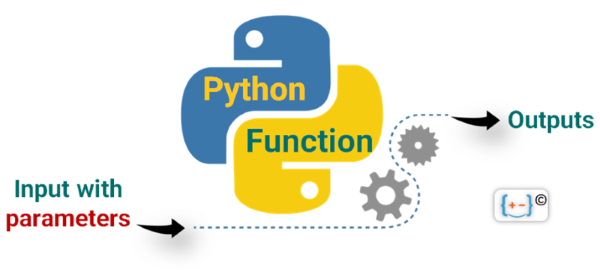 Python
Function
Outputs
Input with
parameters
{+-}©